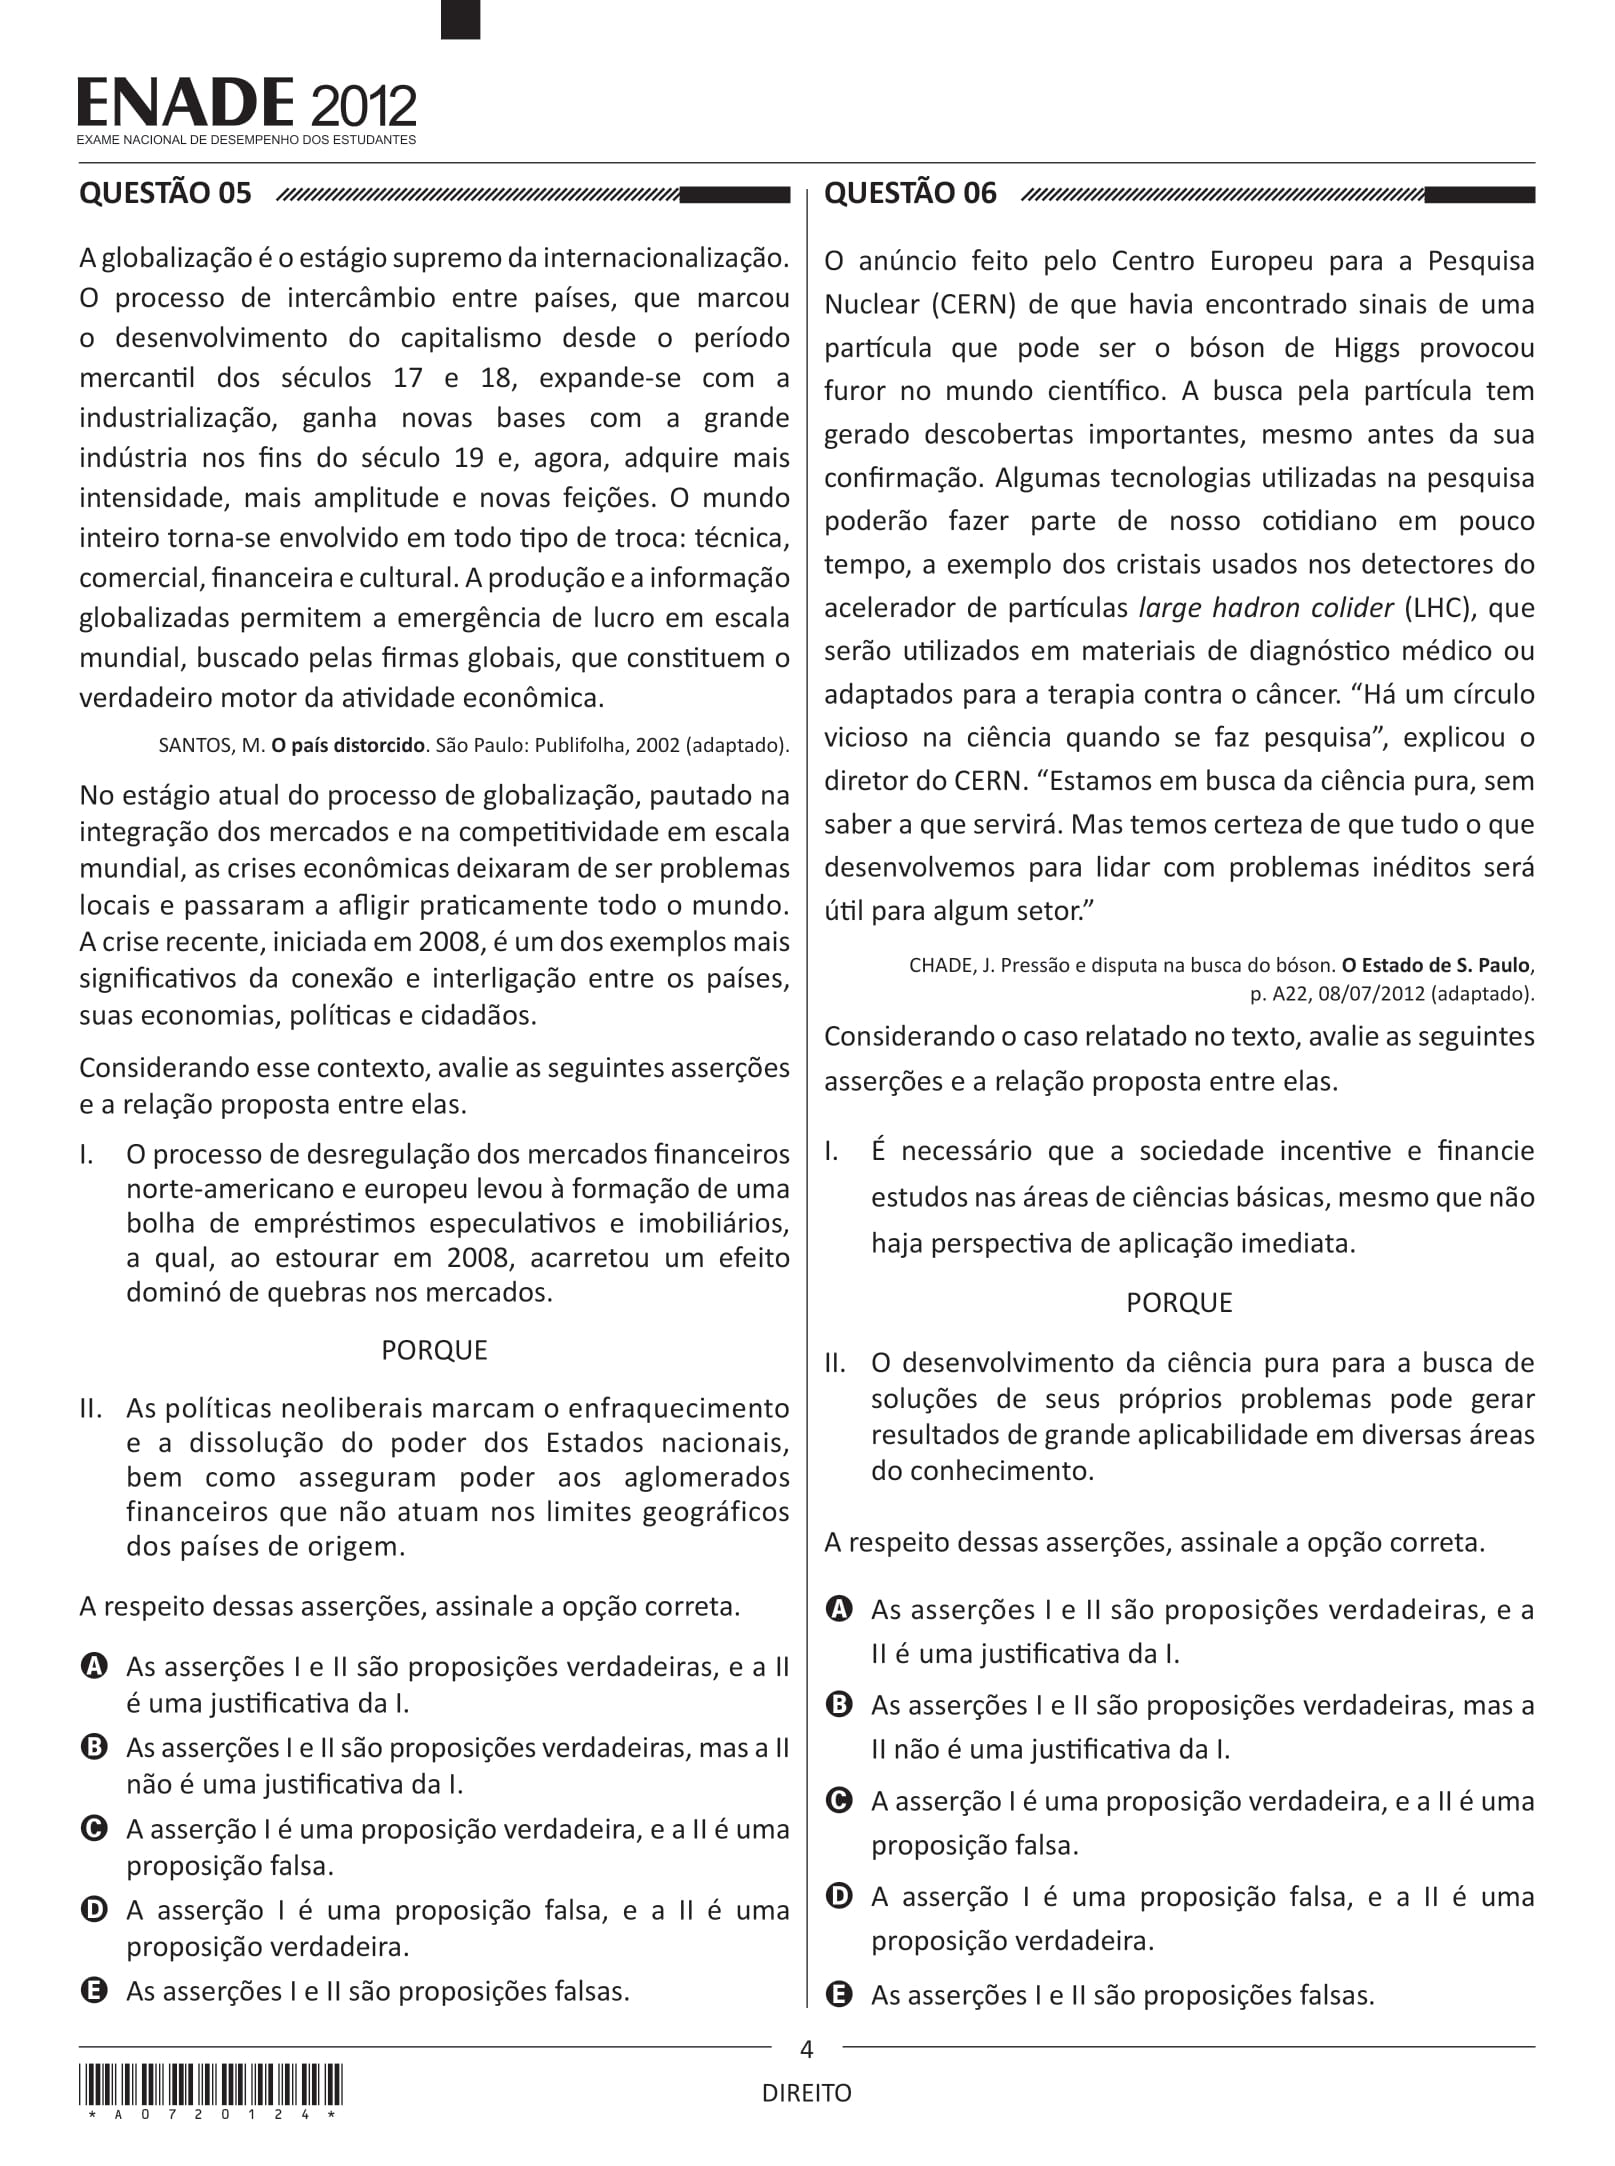 ENADE 2012
EXAME NACIONAL DE DESEMPENHO DOS ESTUDANTES
QUESTÃO 05
A globalização é o estágio supremo da internacionalização.
O processo de intercâmbio entre países, que marcou
o desenvolvimento do capitalismo desde o período
mercantil dos séculos 17 e 18, expande-se com a
industrialização, ganha novas bases com a grande
indústria nos fins do século 19 e, agora, adquire mais
intensidade, mais amplitude e novas feições. O mundo
inteiro torna-se envolvido em todo tipo de troca: técnica,
comercial, financeira e cultural. A produção e a informação
globalizadas permitem a emergência de lucro em escala
mundial, buscado pelas firmas globais, que constituem o
verdadeiro motor da atividade econômica.
SANTOS, M. O país distorcido. São Paulo: Publifolha, 2002 (adaptado).
No estágio atual do processo de globalização, pautado na
integração dos mercados e na competitividade em escala
mundial, as crises econômicas deixaram de ser problemas
locais e passaram a afligir praticamente todo o mundo.
A crise recente, iniciada em 2008, é um dos exemplos mais
significativos da conexão e interligação entre os países,
suas economias, políticas e cidadãos.
Considerando esse contexto, avalie as seguintes asserções
e a relação proposta entre elas.
I. O processo de desregulação dos mercados financeiros
norte-americano e europeu levou à formação de uma
bolha de empréstimos especulativos e imobiliários,
a qual, ao estourar em 2008, acarretou um efeito
dominó de quebras nos mercados.
PORQUE
II. As políticas neoliberais marcam o enfraquecimento
e a dissolução do poder dos Estados nacionais,
bem como asseguram poder aos aglomerados
financeiros que não atuam nos limites geográficos
dos países de origem.
A respeito dessas asserções, assinale a opção correta.
A As asserções I e II são proposições verdadeiras, e a II
é uma justificativa da I.
B As asserções I e II são proposições verdadeiras, mas a II
não é uma justificativa da I.
C A asserção I é uma proposição verdadeira, e a II é uma
proposição falsa.
D A asserção I é uma proposição falsa, e a II é uma
proposição verdadeira.
E As asserções I e II são proposições falsas.
QUESTÃO 06
O anúncio feito pelo Centro Europeu para a Pesquisa
Nuclear (CERN) de que havia encontrado sinais de uma
partícula que pode ser o bóson de Higgs provocou
furor no mundo científico. A busca pela partícula tem
gerado descobertas importantes, mesmo antes da sua
confirmação. Algumas tecnologias utilizadas na pesquisa
poderão fazer parte de nosso cotidiano em pouco
tempo, a exemplo dos cristais usados nos detectores do
acelerador de partículas large hadron colider (LHC), que
serão utilizados em materiais de diagnóstico médico ou
adaptados para a terapia contra o câncer. “Há um círculo
vicioso na ciência quando se faz pesquisa”, explicou o
diretor do CERN. “Estamos em busca da ciência pura, sem
saber a que servirá. Mas temos certeza de que tudo o que
desenvolvemos para lidar com problemas inéditos será
útil para algum setor.”
CHADE, J. Pressão e disputa na busca do bóson. O Estado de S. Paulo,
p. A22, 08/07/2012 (adaptado).
Considerando o caso relatado no texto, avalie as seguintes
asserções e a relação proposta entre elas.
I. É necessário que a sociedade incentive e financie
estudos nas áreas de ciências básicas, mesmo que não
haja perspectiva de aplicação imediata.
PORQUE
II. O desenvolvimento da ciência pura para a busca de
soluções de seus próprios problemas pode gerar
resultados de grande aplicabilidade em diversas áreas
do conhecimento.
A respeito dessas asserções, assinale a opção correta.
A As asserções I e II são proposições verdadeiras, e a
II é uma justificativa da I.
B As asserções I e II são proposições verdadeiras, mas a
II não é uma justificativa da I.
C A asserção I é uma proposição verdadeira, e a II é uma
proposição falsa.
D A asserção I é uma proposição falsa, e a II é uma
proposição verdadeira.
E As asserções I e II são proposições falsas.
4
DIREITO
* A 0 7 2 0 1 2 4 *